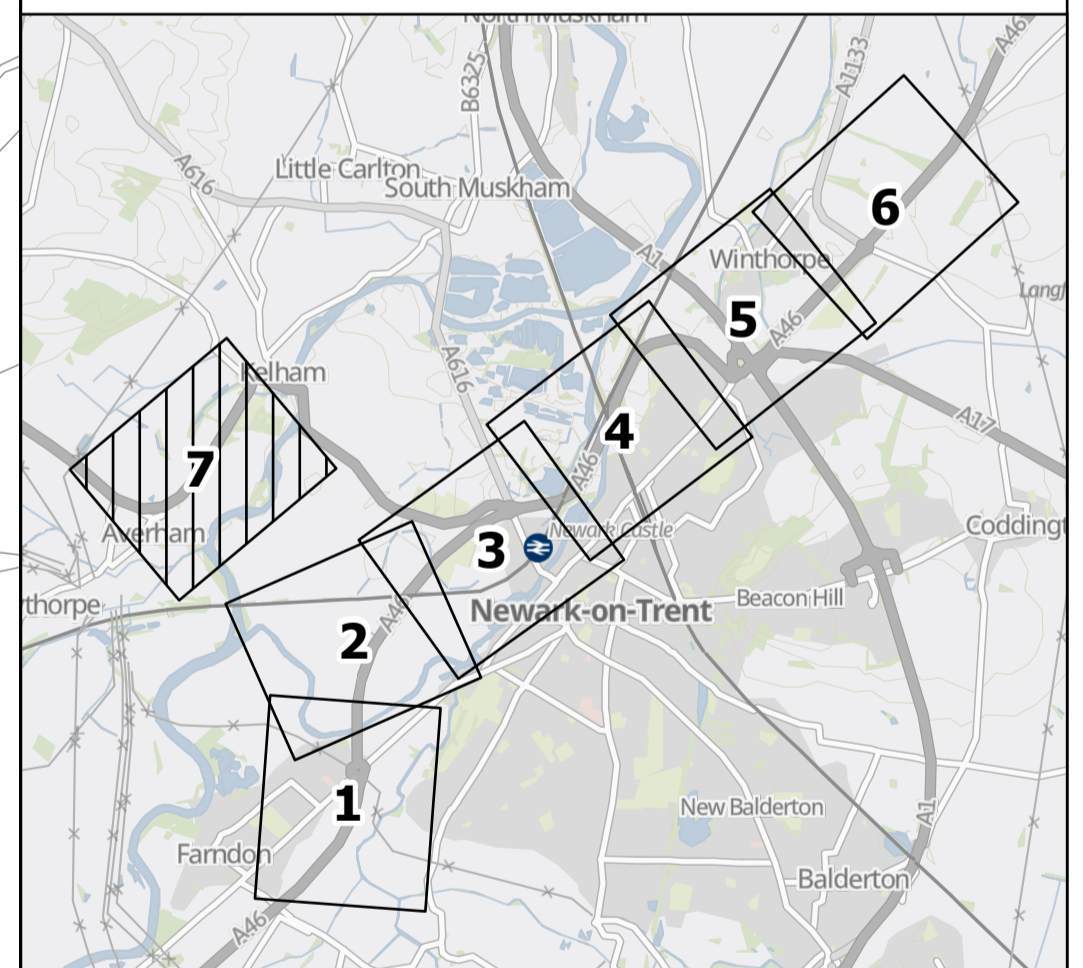 North Muskham
A46
A1133
B6325
A616
Little Carlton
South Muskham
6
A1
Winthorpe
Langf
5
A46
Kelham
A616
A17
4
7
A46
Averham
Newark Castle
Coddingt
3
ythorpe
A46
Newark-on-Trent
Beacon Hill
2
1
New Balderton
A1
Farndon
Balderton
A46